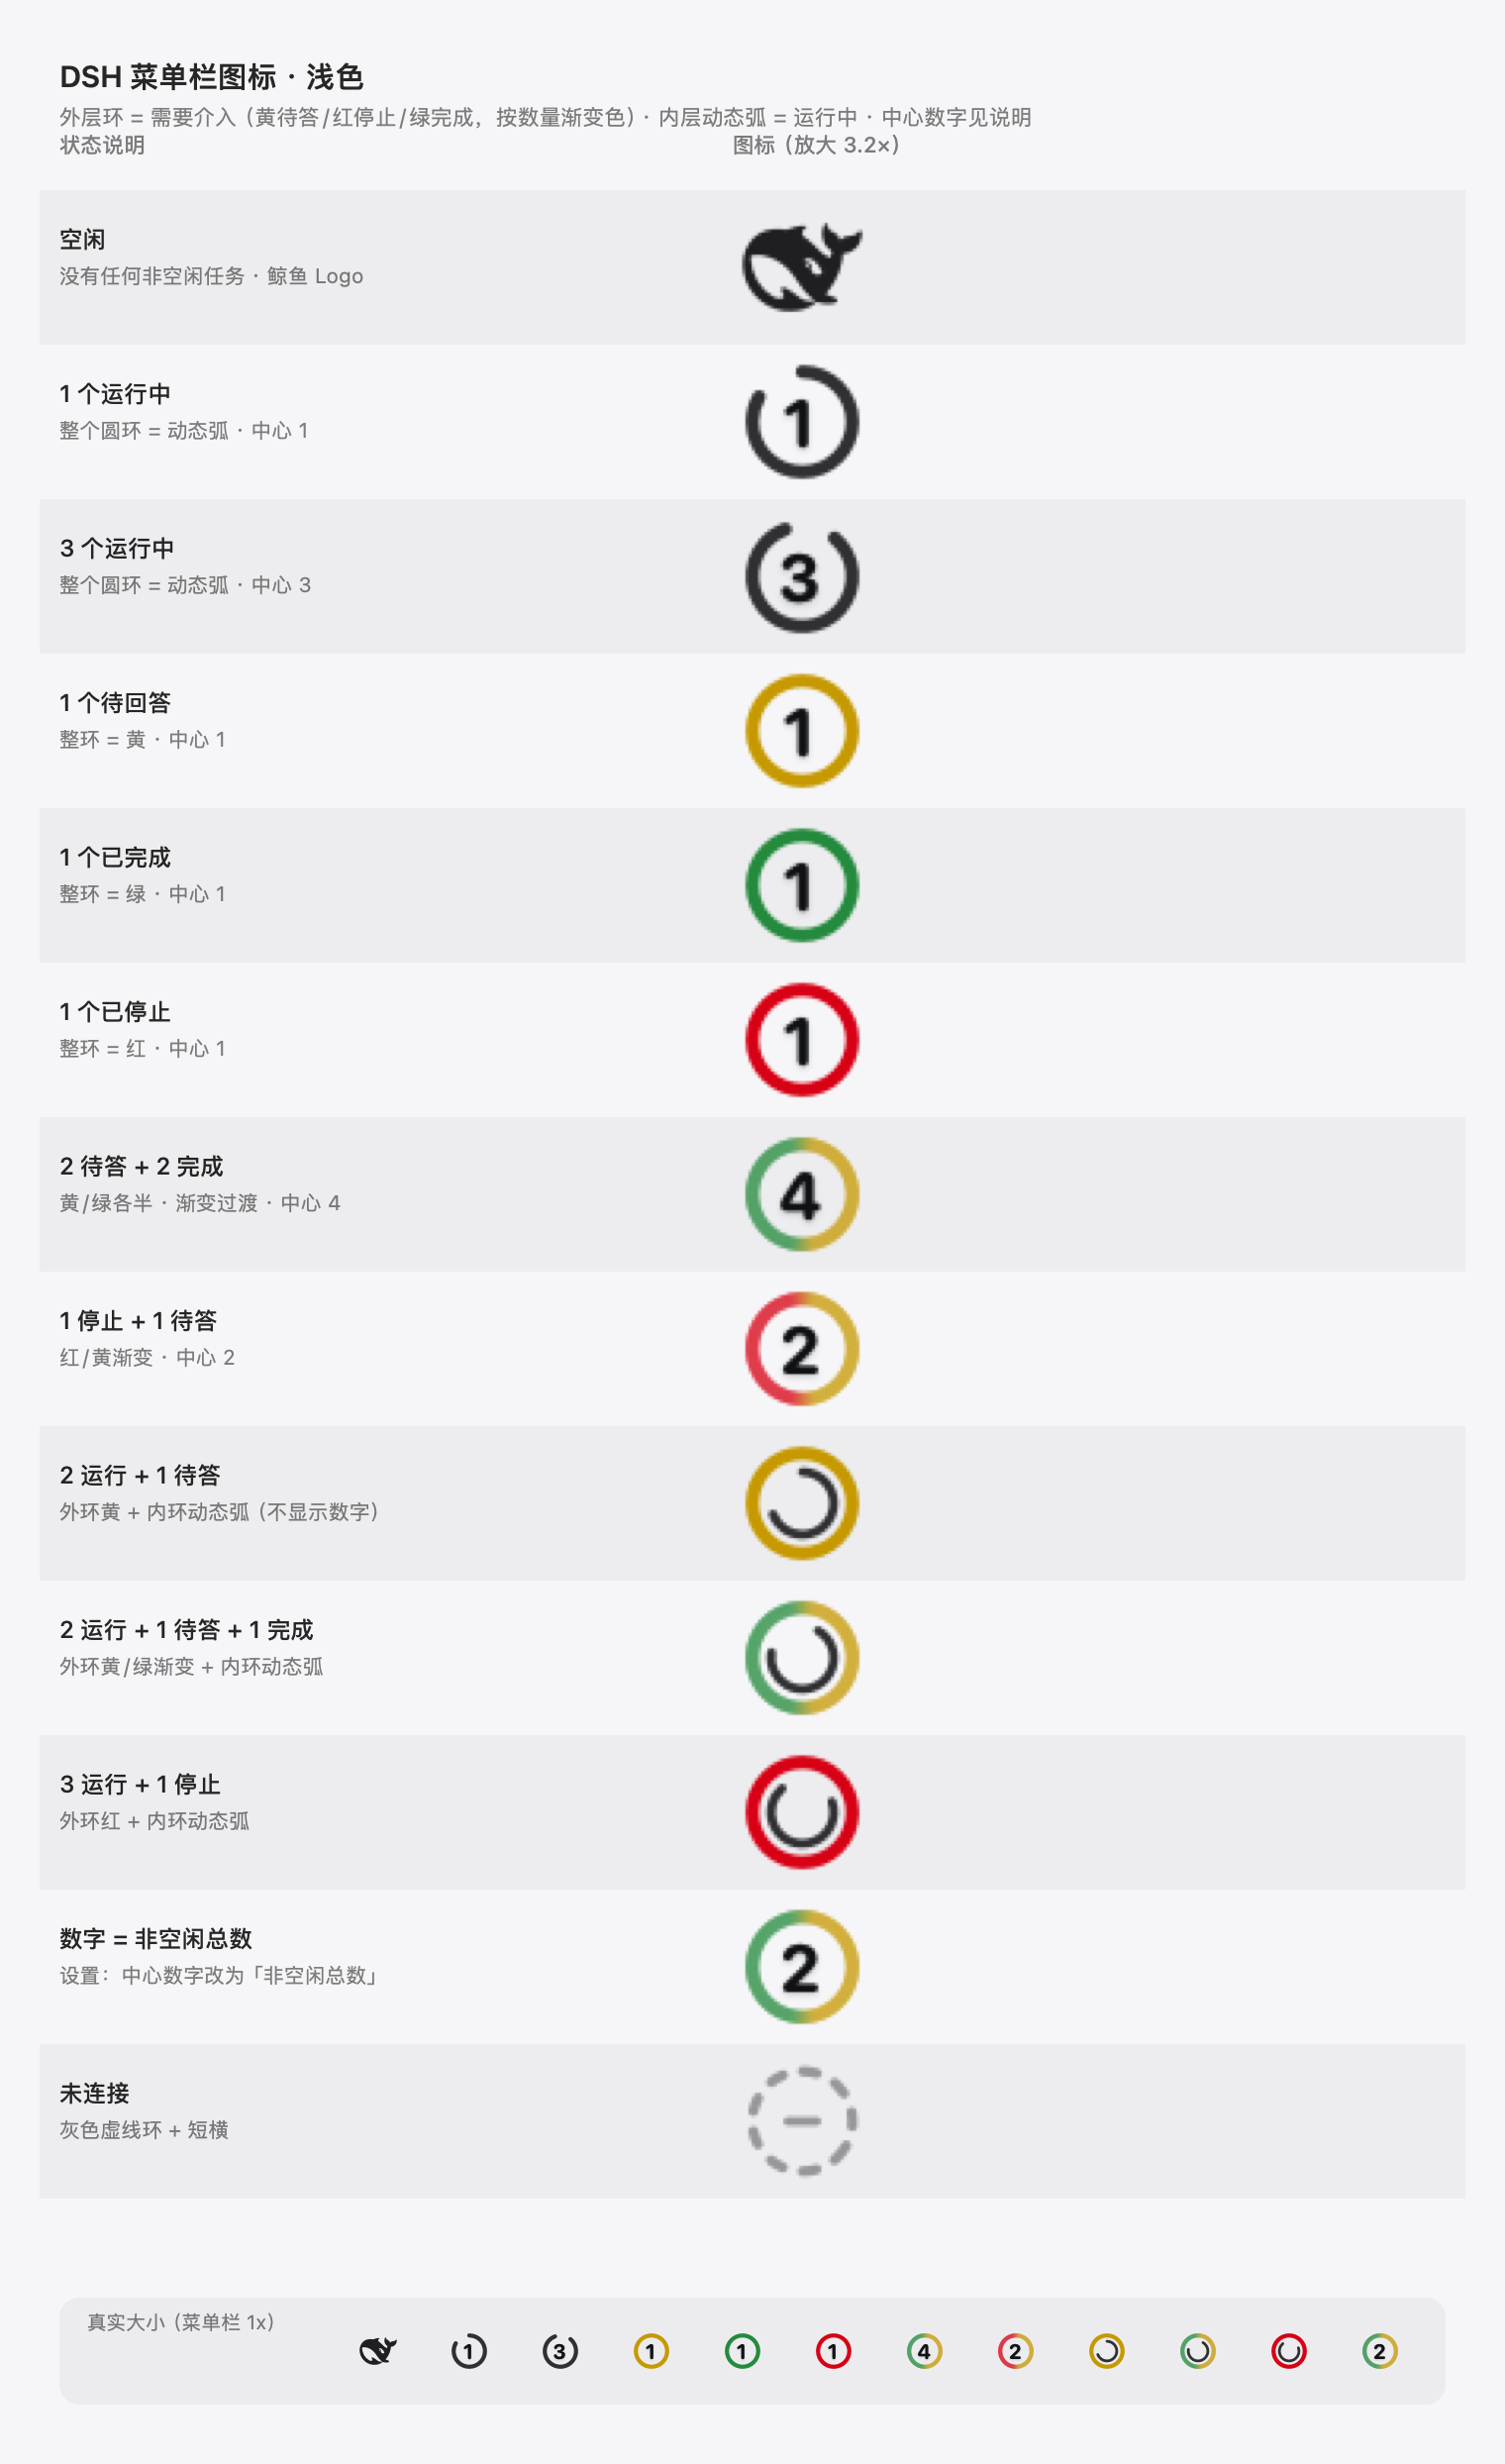 DSH 菜单栏图标 · 浅色
外层环 = 需要介入（黄待答/红停止/绿完成，按数量渐变色）· 内层动态弧 = 运行中 · 中心数字见说明
状态说明
图标（放大 3.2×）
空闲
没有任何非空闲任务 · 鲸鱼 Logo
1 个运行中
整个圆环 = 动态弧 · 中心 1
1
3 个运行中
整个圆环 = 动态弧 · 中心 3
3
1 个待回答
整环 = 黄 · 中心 1
1
1 个已完成
整环 = 绿 · 中心 1
1
1 个已停止
整环 = 红 · 中心 1
1
2 待答 + 2 完成
黄/绿各半 · 渐变过渡 · 中心 4
4
1 停止 + 1 待答
红/黄渐变 · 中心 2
2
2 运行 + 1 待答
外环黄 + 内环动态弧（不显示数字）
2 运行 + 1 待答 + 1 完成
外环黄/绿渐变 + 内环动态弧
3 运行 + 1 停止
外环红 + 内环动态弧
数字 = 非空闲总数
设置：中心数字改为「非空闲总数」
2
未连接
灰色虚线环 + 短横
真实大小（菜单栏 1x）
1 3 1 1 1 4 2 2